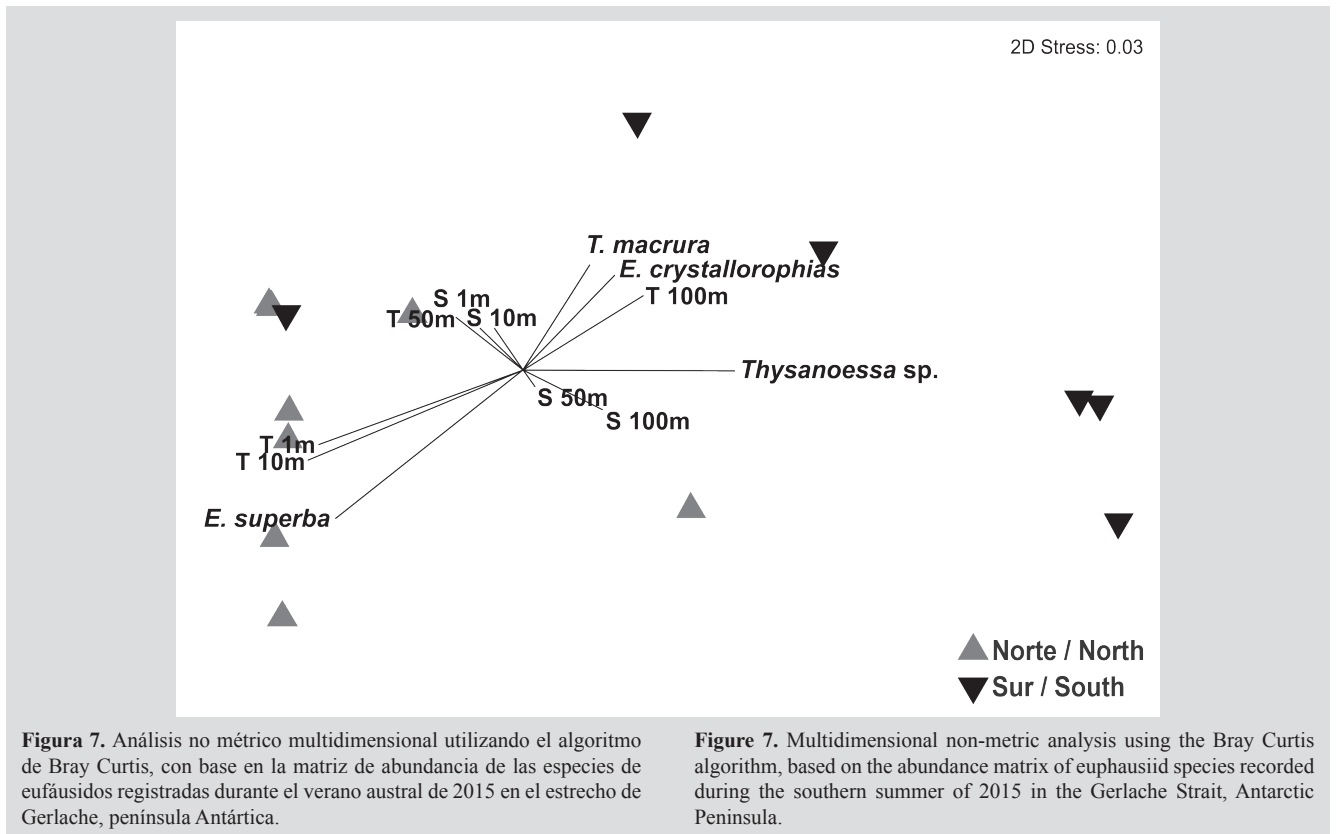 2D Stress: 0.03
T. macrura
E. crystallorophias
S 1m
T 100m
T 50m S 10m
Thysanoessa sp.
S 50m
S 100m
T 1m
T 10m
E. superba
Norte / North
Sur / South
Figura 7. Análisis no métrico multidimensional utilizando el algoritmo
de Bray Curtis, con base en la matriz de abundancia de las especies de
eufáusidos registradas durante el verano austral de 2015 en el estrecho de
Gerlache, península Antártica.
Figure 7. Multidimensional non-metric analysis using the Bray Curtis
algorithm, based on the abundance matrix of euphausiid species recorded
during the southern summer of 2015 in the Gerlache Strait, Antarctic
Peninsula.